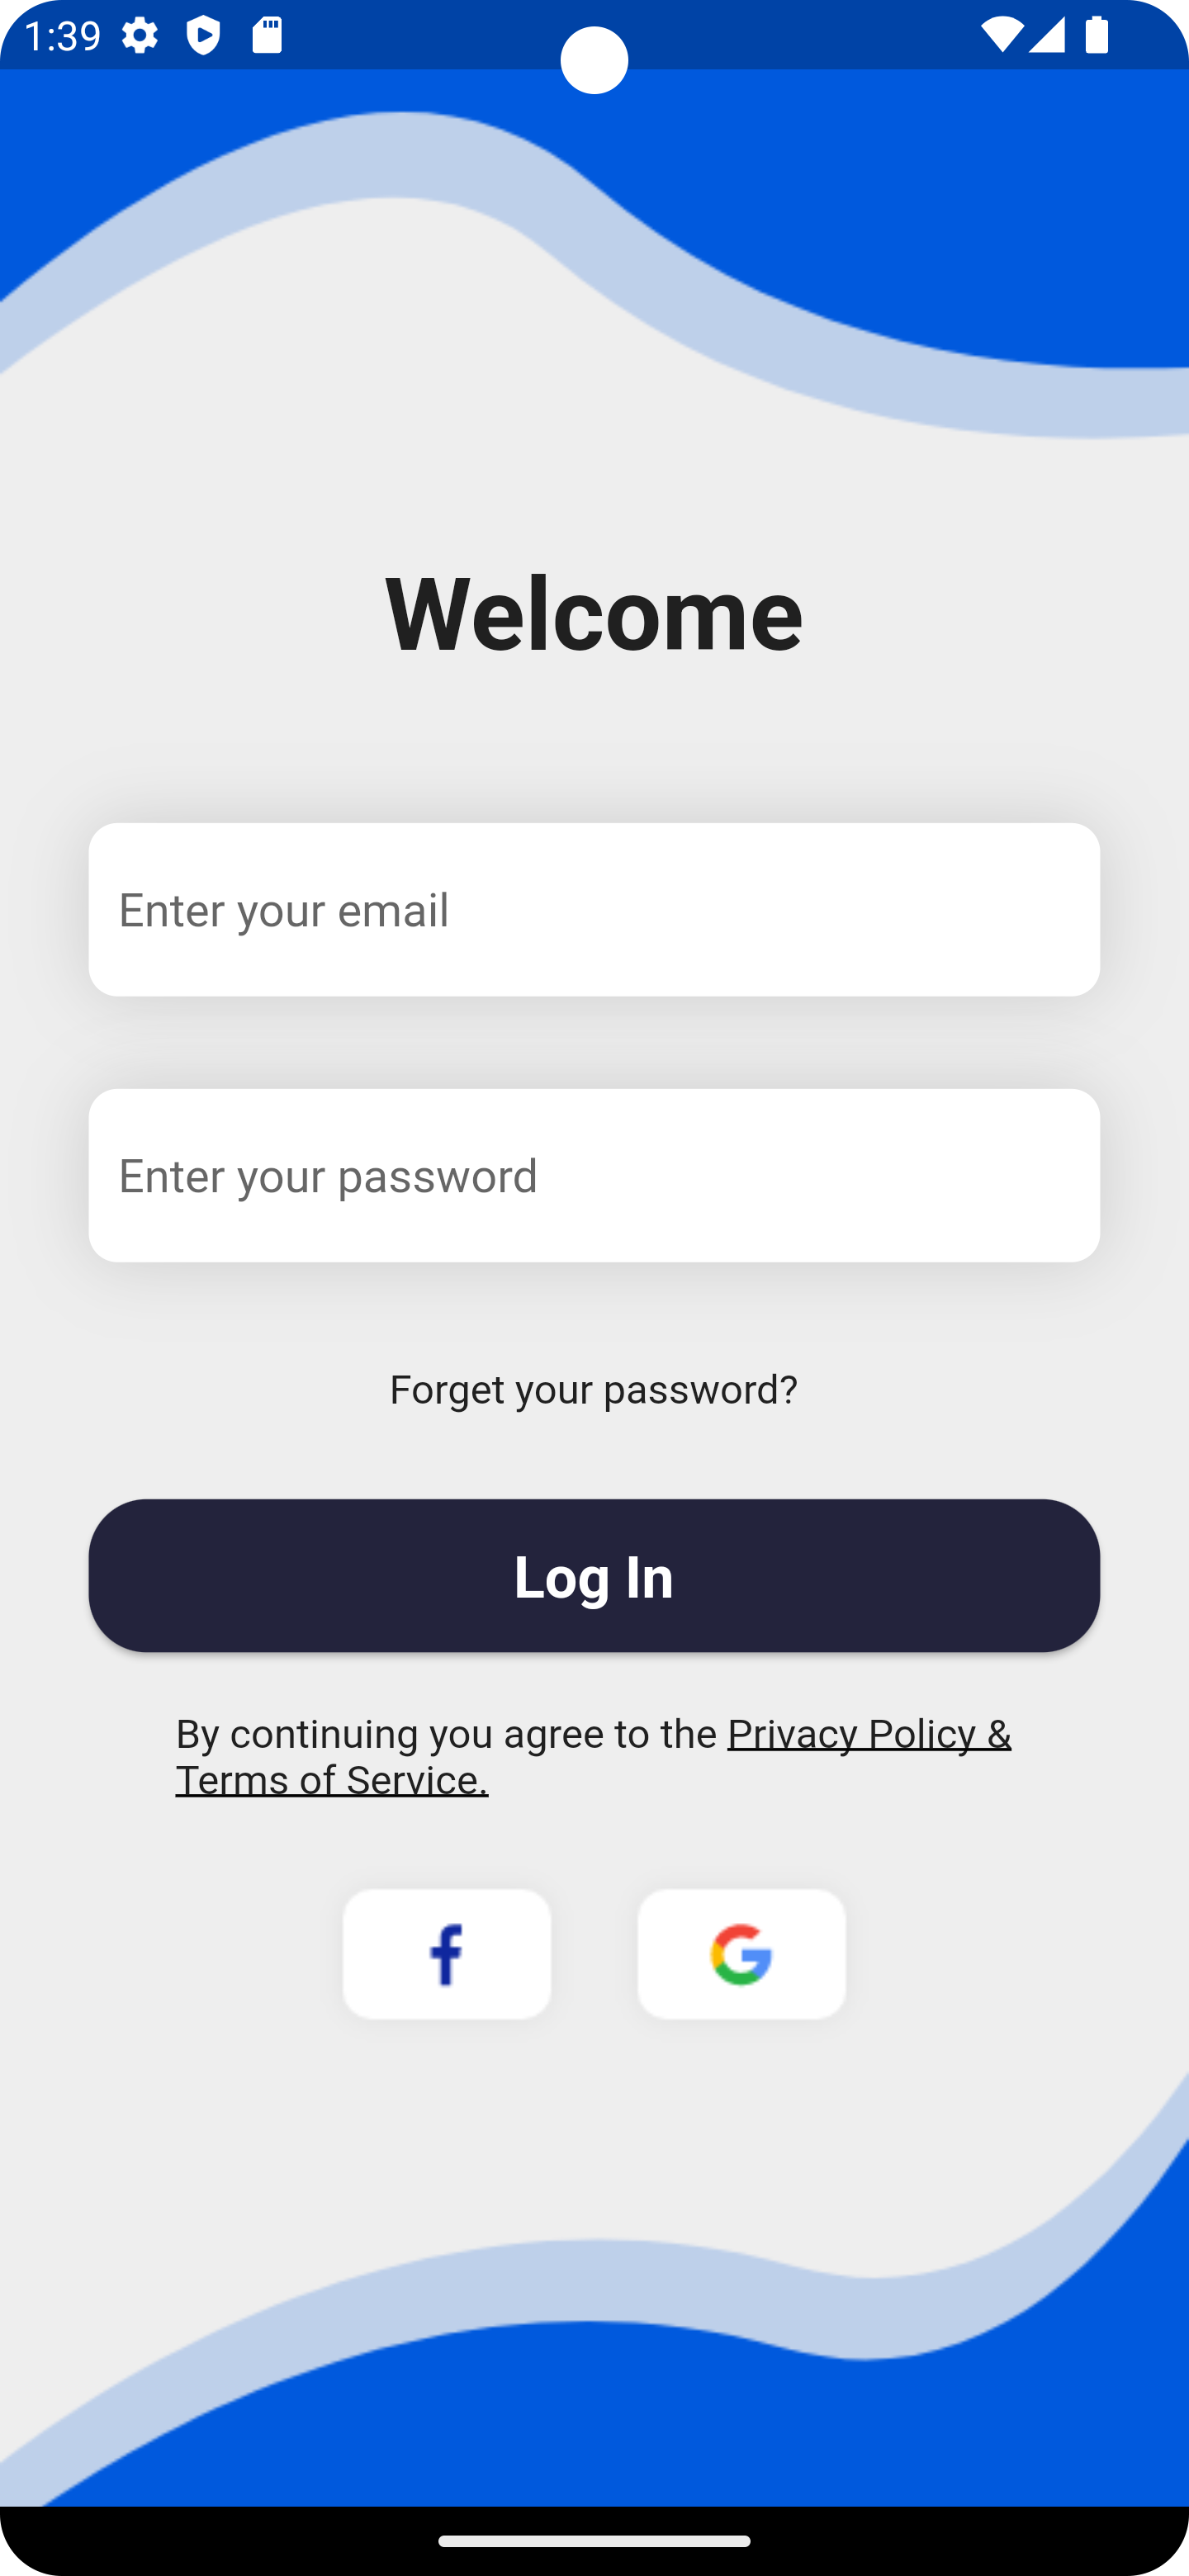 1:39
Welcome
Enter your email
Enter your password
Forget your password?
Log In
By continuing you agree to the Privacy Policy &
Terms of Service.